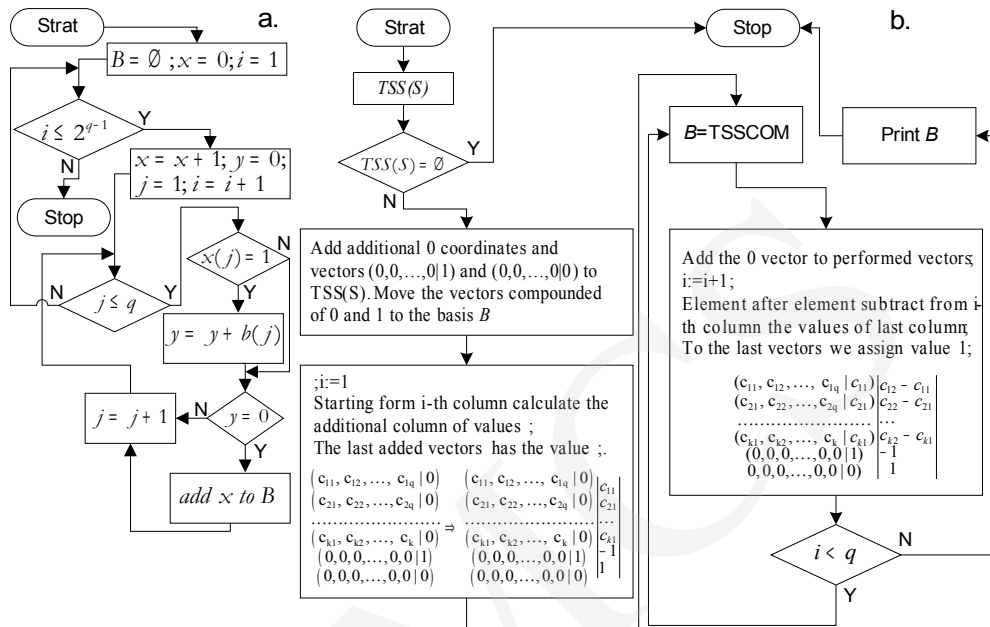 a.
Strat
B = Ø ;x = 0; i = 1
i ≤ 2^{q-1}
Y
N
Stop
x = x + 1; y = 0;
j = 1; i = i + 1
x(j) = 1
N
Y
j ≤ q
N
Y
y = y + b(j)
y = 0
N
Y
j = j + 1
add x to B
b.
Strat
TSS(S)
TSS(S) = Ø
Y
N
Stop
Add additional 0 coordinates and
vectors (0,0,...,0|1) and (0,0,...,0|0) to
TSS(S). Move the vectors compounded
of 0 and 1 to the basis B
;i:=1
Starting form i-th column calculate the
additional column of values ;
The last added vectors has the value ;.
(c11, c12, ..., c1q | 0) (c11, c12, ..., c1q | 0) | c11 |
(c21, c22, ..., c2q | 0) (c21, c22, ..., c2q | 0) | c21 |
........................ ⇒ ........................ | ... |
(ck1, ck2, ..., ck | 0) (ck1, ck2, ..., ck | 0) | ck1 |
(0,0,0,...,0,0 | 1) (0,0,0,...,0,0 | 1) | - 1 |
(0,0,0,...,0,0 | 0) (0,0,0,...,0,0 | 0) | 1 |
B=TSSCOM
Print B
Add the 0 vector to performed vectors;
i:=i+1;
Element after element subtract from i-
th column the values of last column;
To the last vectors we assign value 1;
(c11, c12, ..., c1q | c11) | c12 - c11 |
(c21, c22, ..., c2q | c21) | c22 - c21 |
........................ | ... |
(ck1, ck2, ..., ck | ck1) | ck2 - ck1 |
(0,0,0,...,0,0 | 1) | - 1 |
0,0,0,...,0,0 | 0) | 1 |
i < q
N
Y